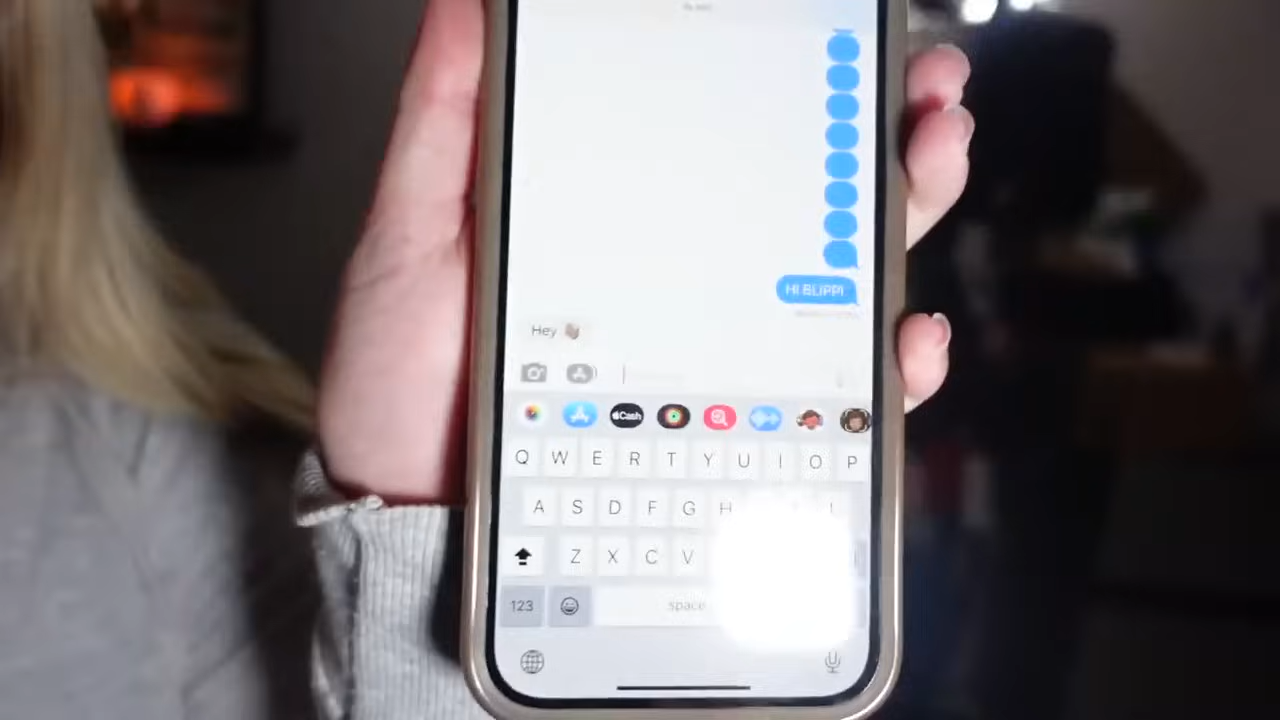 HI BLIPPI
Hey 👋🏼
Cash
Q W E R T Y U I O P
A S D F G H L
Z X C V
123 space